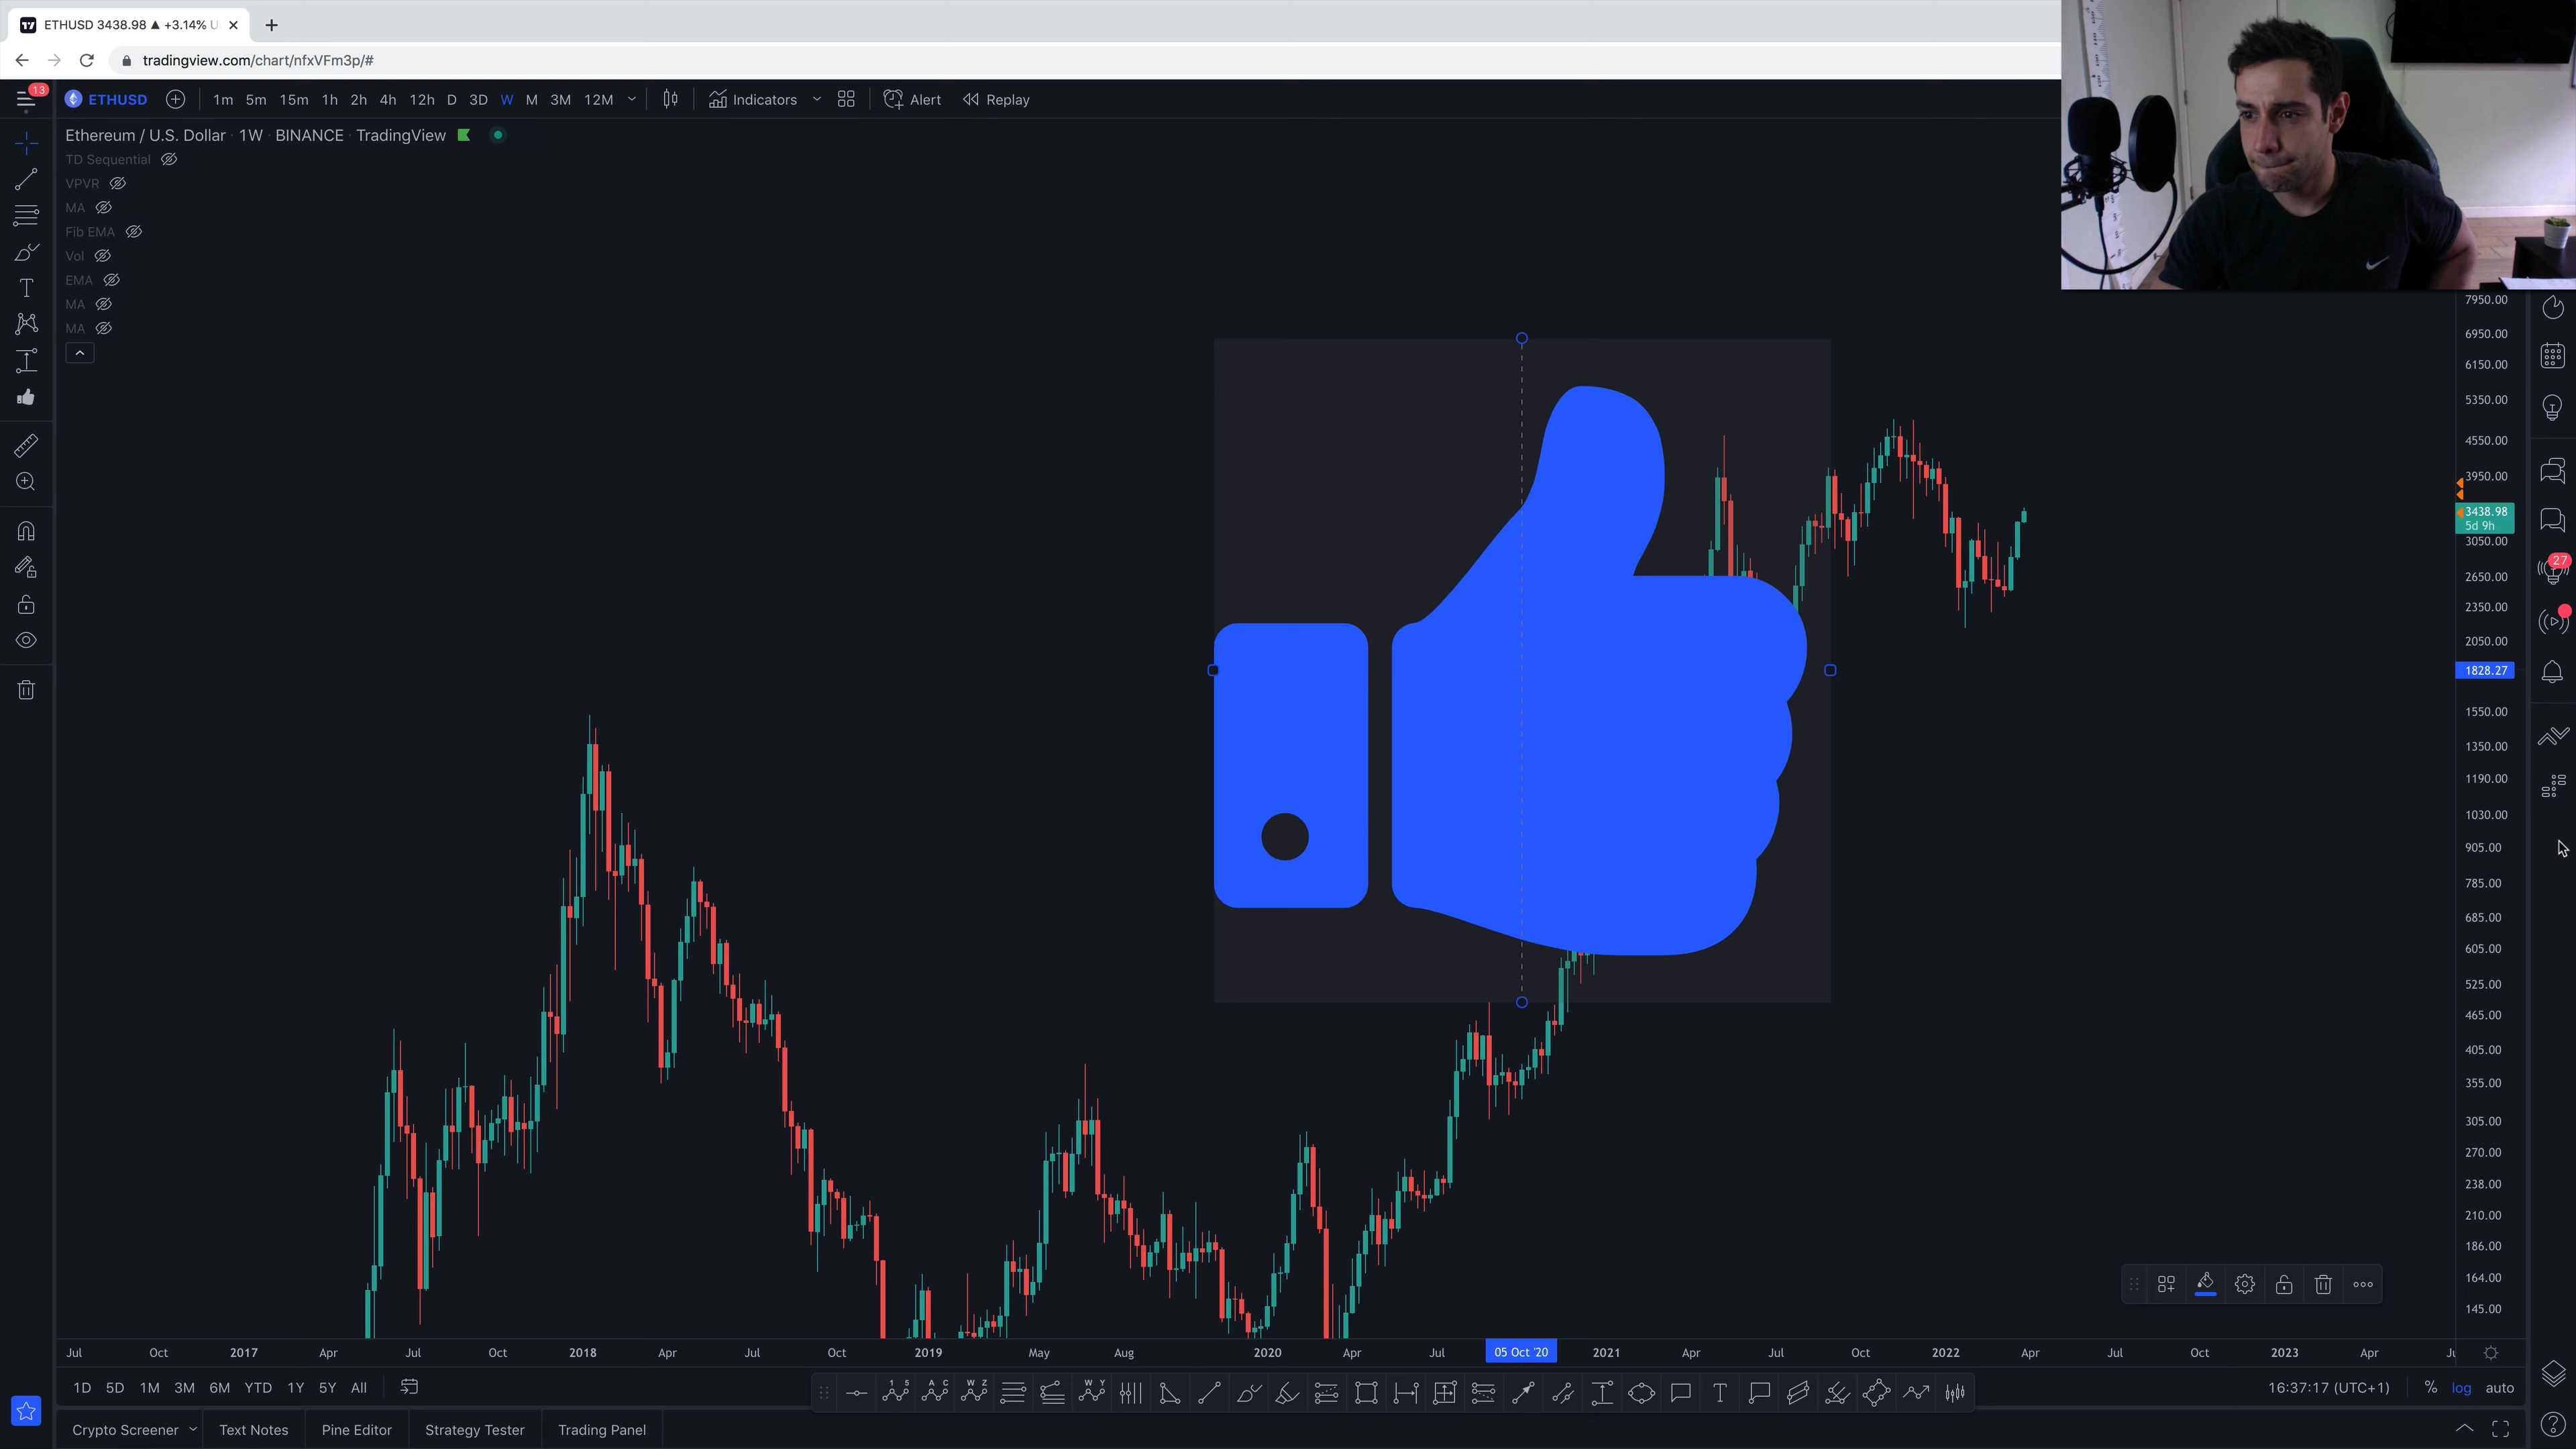 ETHUSD 3438.98 ▲ +3.14% U
tradingview.com/chart/nfxVFm3p/#
13
ETHUSD 1m 5m 15m 1h 2h 4h 12h D 3D W M 3M 12M Indicators Alert Replay
Ethereum / U.S. Dollar · 1W · BINANCE · TradingView
TD Sequential
VPVR
MA
Fib EMA
Vol
EMA
MA
MA
7950.00
6950.00
6150.00
5350.00
4550.00
3950.00
3438.98
5d 9h
3050.00
2650.00
2350.00
2050.00
1828.27
1550.00
1350.00
1190.00
1030.00
905.00
785.00
685.00
605.00
525.00
465.00
405.00
355.00
305.00
270.00
238.00
210.00
186.00
164.00
145.00
27
Jul Oct 2017 Apr Jul Oct 2018 Apr Jul Oct 2019 May Aug 2020 Apr Jul 05 Oct '20 2021 Apr Jul Oct 2022 Apr Jul Oct 2023 Apr
1D 5D 1M 3M 6M YTD 1Y 5Y All
16:37:17 (UTC+1) % log auto
Crypto Screener Text Notes Pine Editor Strategy Tester Trading Panel